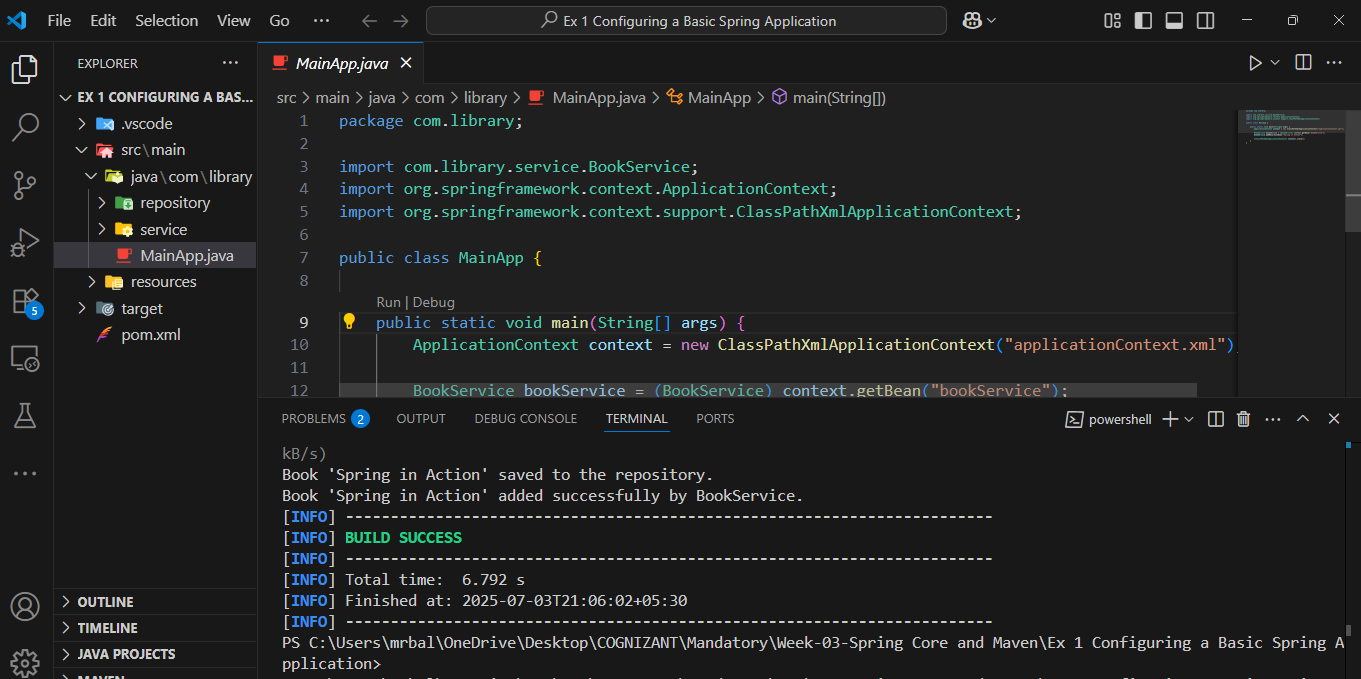 File Edit Selection View Go ···
Ex 1 Configuring a Basic Spring Application
EXPLORER ···
EX 1 CONFIGURING A BAS...
.vscode
src\main
java\com\library
repository
service
MainApp.java
resources
target
pom.xml
OUTLINE
TIMELINE
JAVA PROJECTS
MAVEN
5
MainApp.java
src > main > java > com > library > MainApp.java > MainApp > main(String[])
1 package com.library;
2
3 import com.library.service.BookService;
4 import org.springframework.context.ApplicationContext;
5 import org.springframework.context.support.ClassPathXmlApplicationContext;
6
7 public class MainApp {
8
Run | Debug
9 public static void main(String[] args) {
10 ApplicationContext context = new ClassPathXmlApplicationContext("applicationContext.xml")
11
12 BookService bookService = (BookService) context.getBean("bookService");
PROBLEMS 2 OUTPUT DEBUG CONSOLE TERMINAL PORTS
powershell
kB/s)
Book 'Spring in Action' saved to the repository.
Book 'Spring in Action' added successfully by BookService.
[INFO] ------------------------------------------------------------------------
[INFO] BUILD SUCCESS
[INFO] ------------------------------------------------------------------------
[INFO] Total time:  6.792 s
[INFO] Finished at: 2025-07-03T21:06:02+05:30
[INFO] ------------------------------------------------------------------------
PS C:\Users\mrbal\OneDrive\Desktop\COGNIZANT\Mandatory\Week-03-Spring Core and Maven\Ex 1 Configuring a Basic Spring A
pplication>